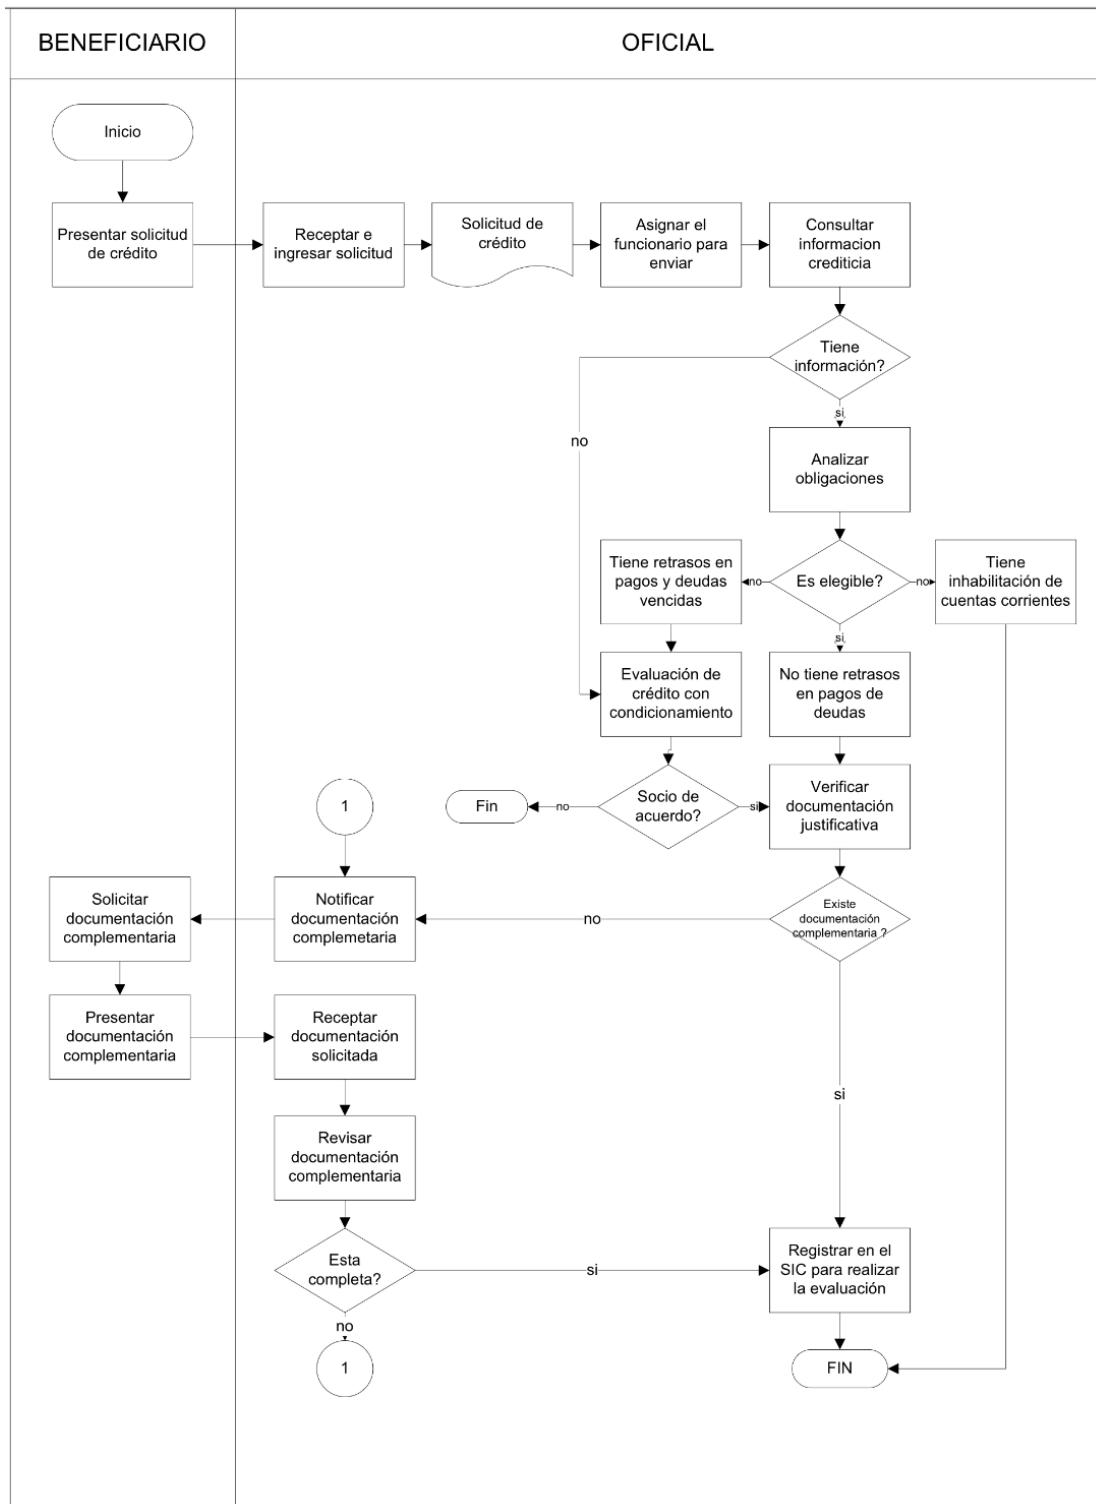 BENEFICIARIO
OFICIAL
Inicio
Presentar solicitud
de crédito
Receptar e
ingresar solicitud
Solicitud de
crédito
Asignar el
funcionario para
enviar
Consultar
informacion
crediticia
Tiene
información?
si
no
Analizar
obligaciones
Tiene retrasos en
pagos y deudas
vencidas
no
Es elegible?
no
Tiene
inhabilitación de
cuentas corrientes
si
Evaluación de
crédito con
condicionamiento
No tiene retrasos
en pagos de
deudas
1
Fin
no
Socio de
acuerdo?
si
Verificar
documentación
justificativa
Solicitar
documentación
complementaria
Notificar
documentación
complemetaria
no
Existe
documentación
complementaria ?
Presentar
documentación
complementaria
Receptar
documentación
solicitada
si
Revisar
documentación
complementaria
Esta
completa?
si
Registrar en el
SIC para realizar
la evaluación
no
1
FIN